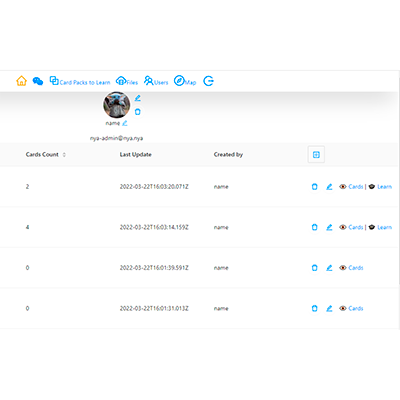 Card Packs to Learn Files Users Map
name
nya-admin@nya.nya
Cards Count Last Update Created by
2 2022-03-22T16:03:20.071Z name Cards | Learn
4 2022-03-22T16:03:14.159Z name Cards | Learn
0 2022-03-22T16:01:39.591Z name Cards
0 2022-03-22T16:01:31.013Z name Cards